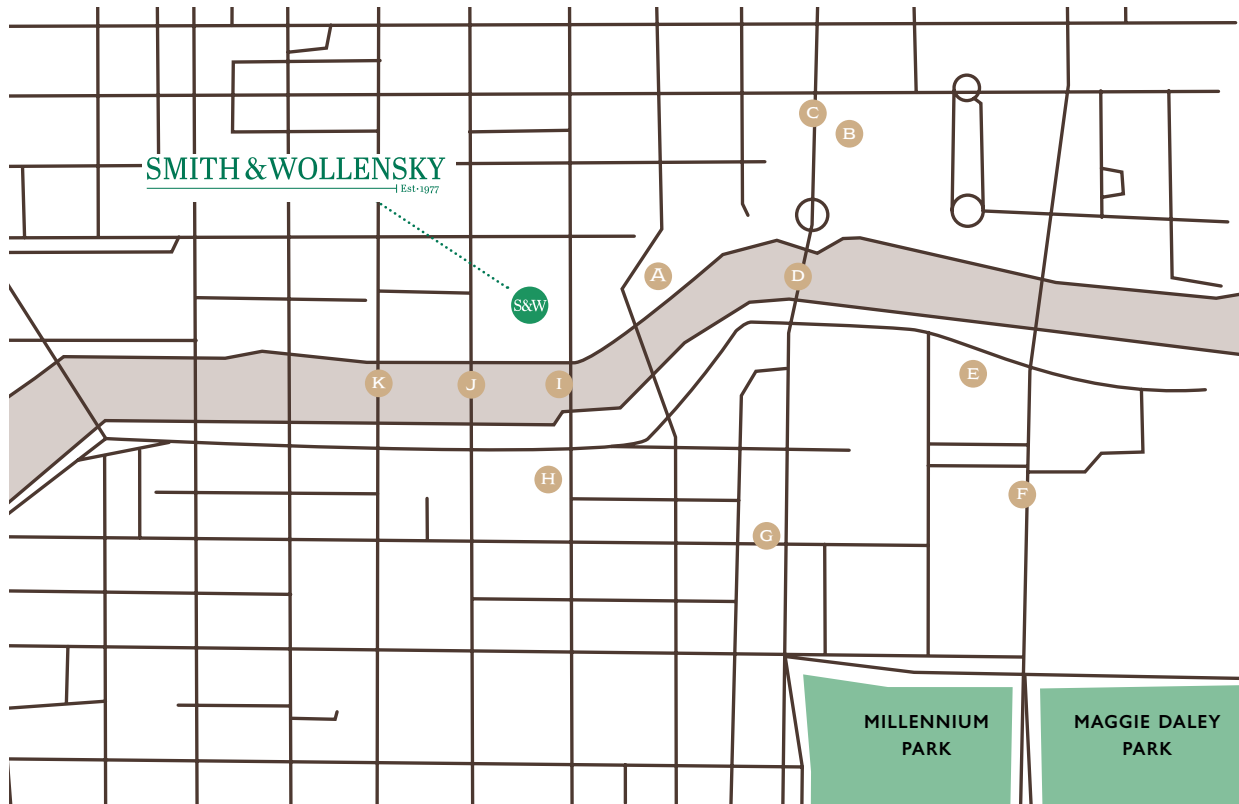 C
B
SMITH & WOLLENSKY
Est•1977
A
D
S&W
E
K
J
I
H
F
G
MILLENNIUM
PARK
MAGGIE DALEY
PARK